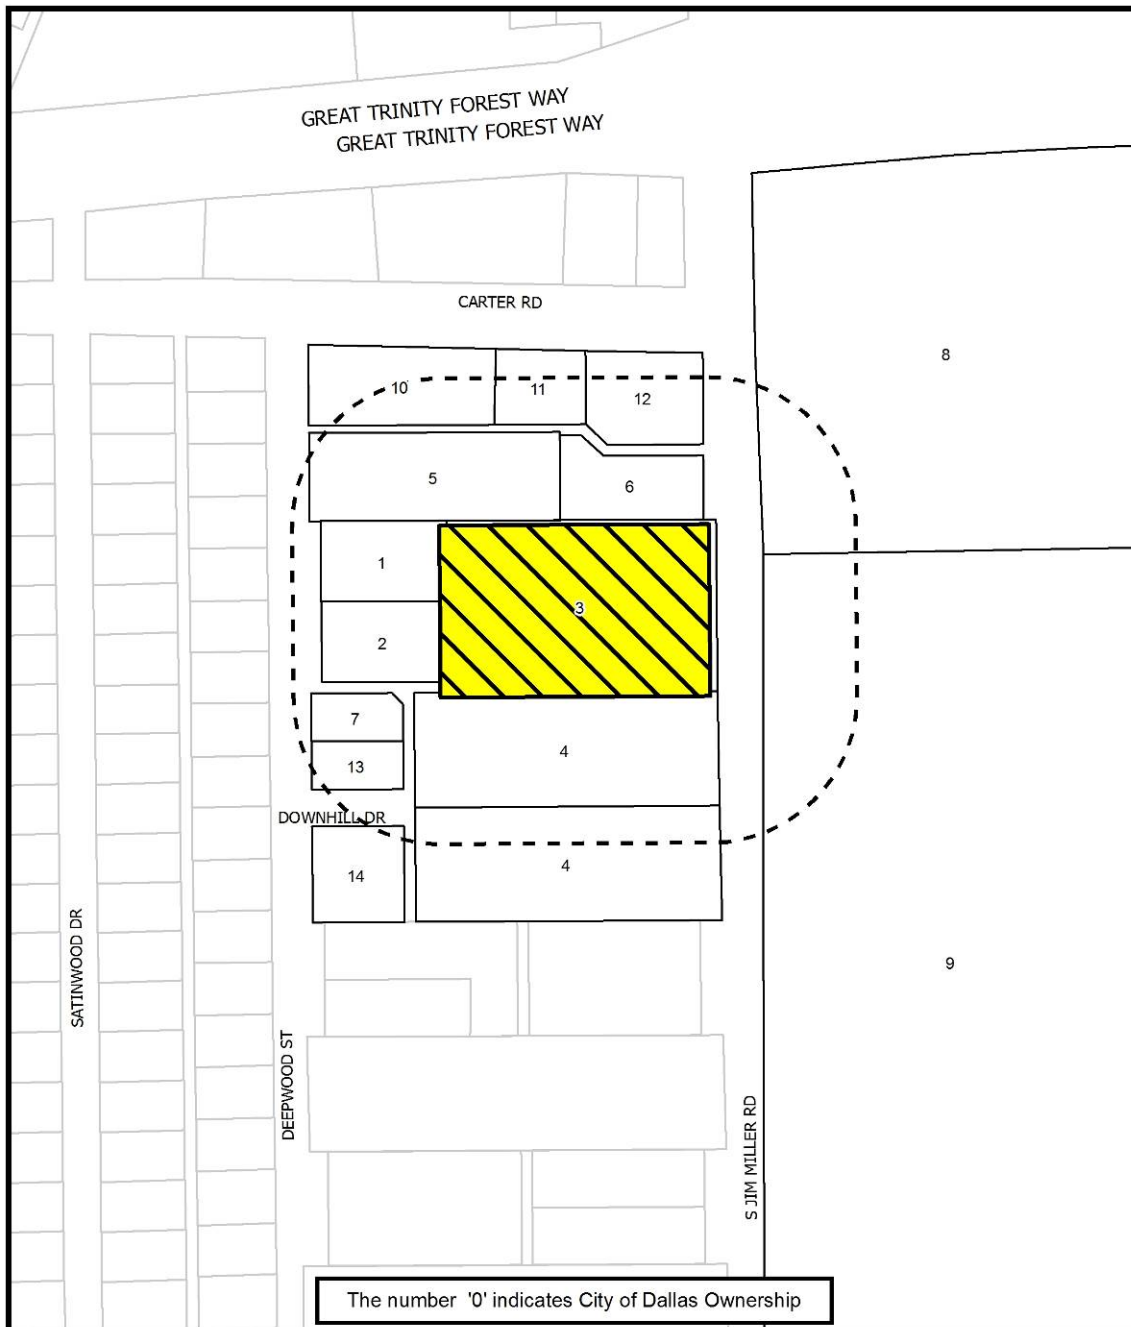 GREAT TRINITY FOREST WAY
GREAT TRINITY FOREST WAY
CARTER RD
8
10
11
12
5
6
1
3
2
7
4
13
DOWNHILL DR
14
4
SATINWOOD DR
9
DEEPWOOD ST
S JIM MILLER RD
The number '0' indicates City of Dallas Ownership